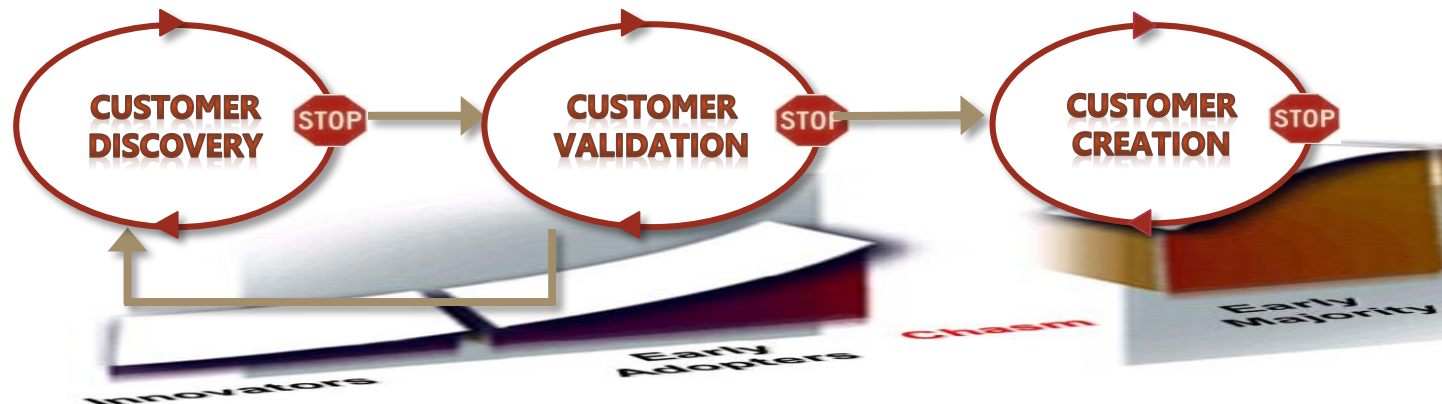 CUSTOMER
DISCOVERY
STOP
CUSTOMER
VALIDATION
STOP
CUSTOMER
CREATION
STOP
Innovators
Early
Adopters
Chasm
Early
Majority